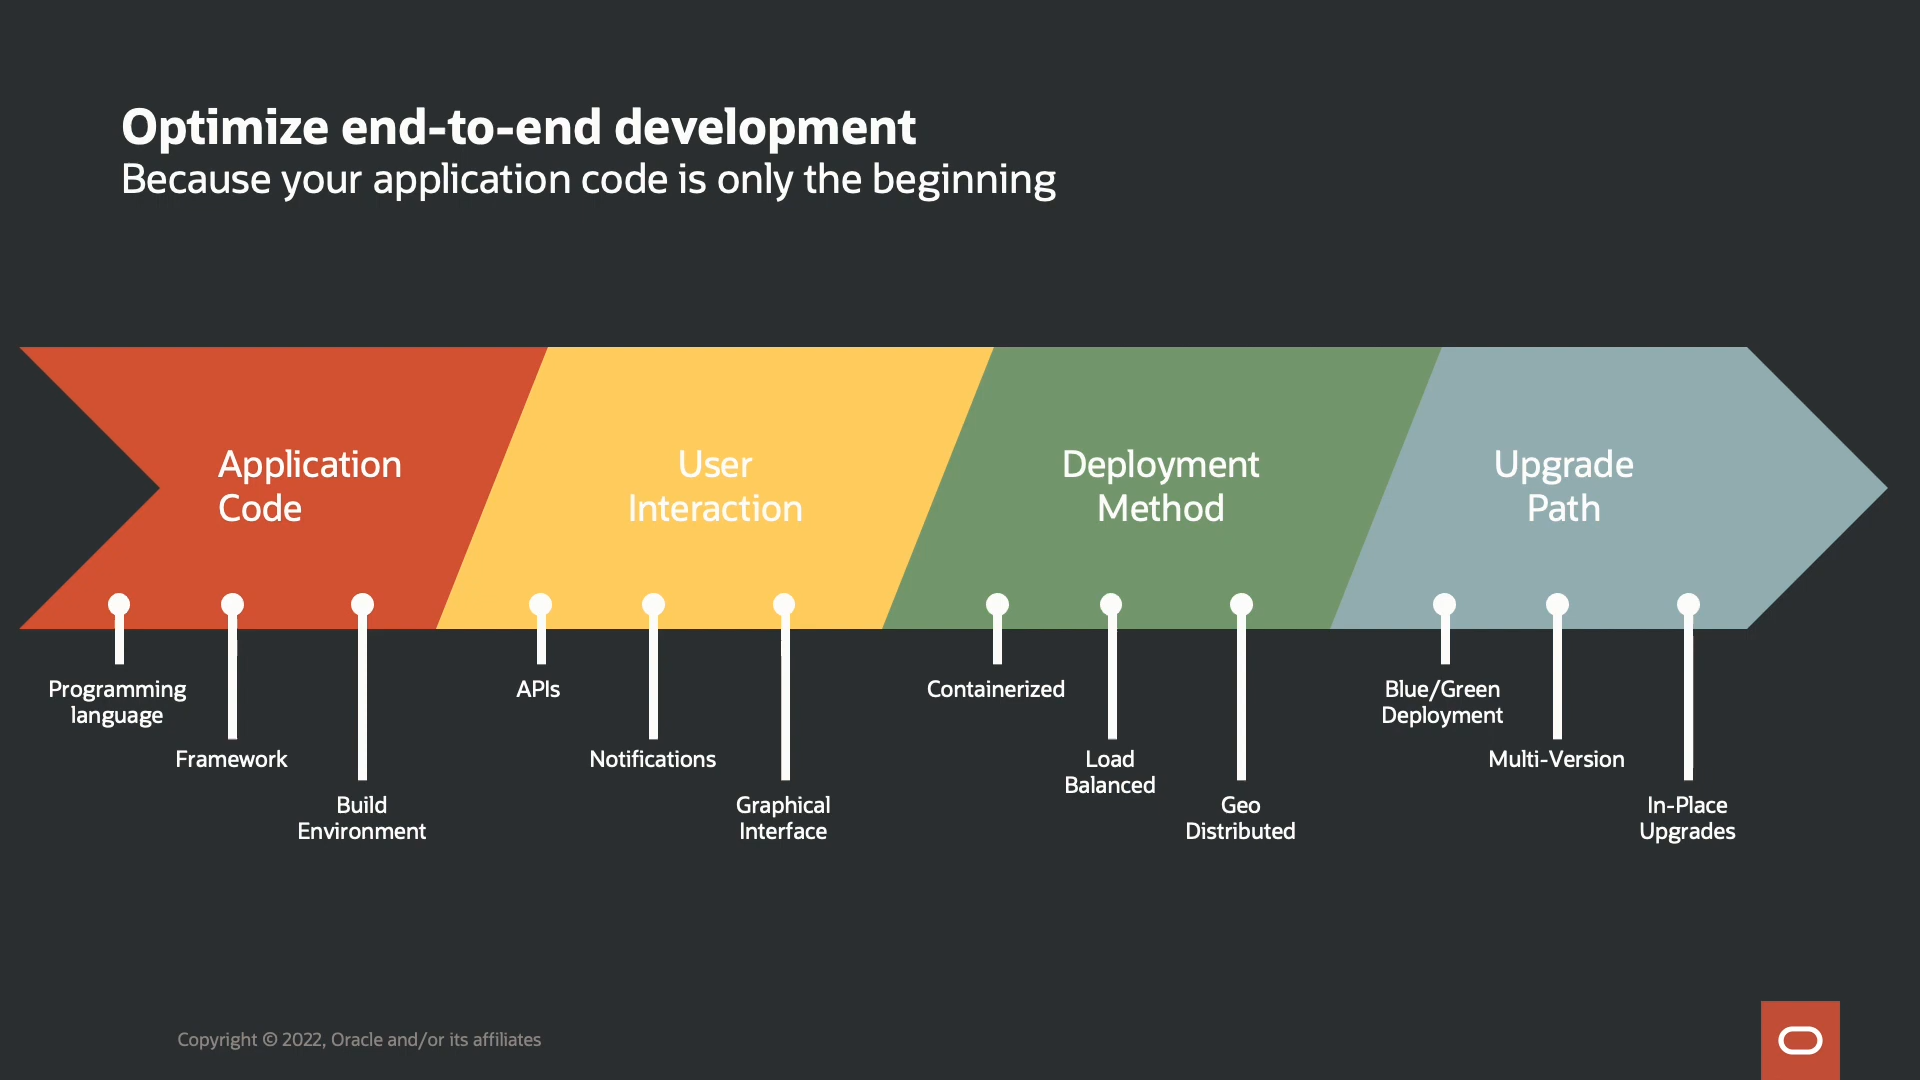 Optimize end-to-end development
Because your application code is only the beginning
Application
Code
User
Interaction
Deployment
Method
Upgrade
Path
Programming
language
Framework
Build
Environment
APIs
Notifications
Graphical
Interface
Containerized
Load
Balanced
Geo
Distributed
Blue/Green
Deployment
Multi-Version
In-Place
Upgrades
Copyright © 2022, Oracle and/or its affiliates